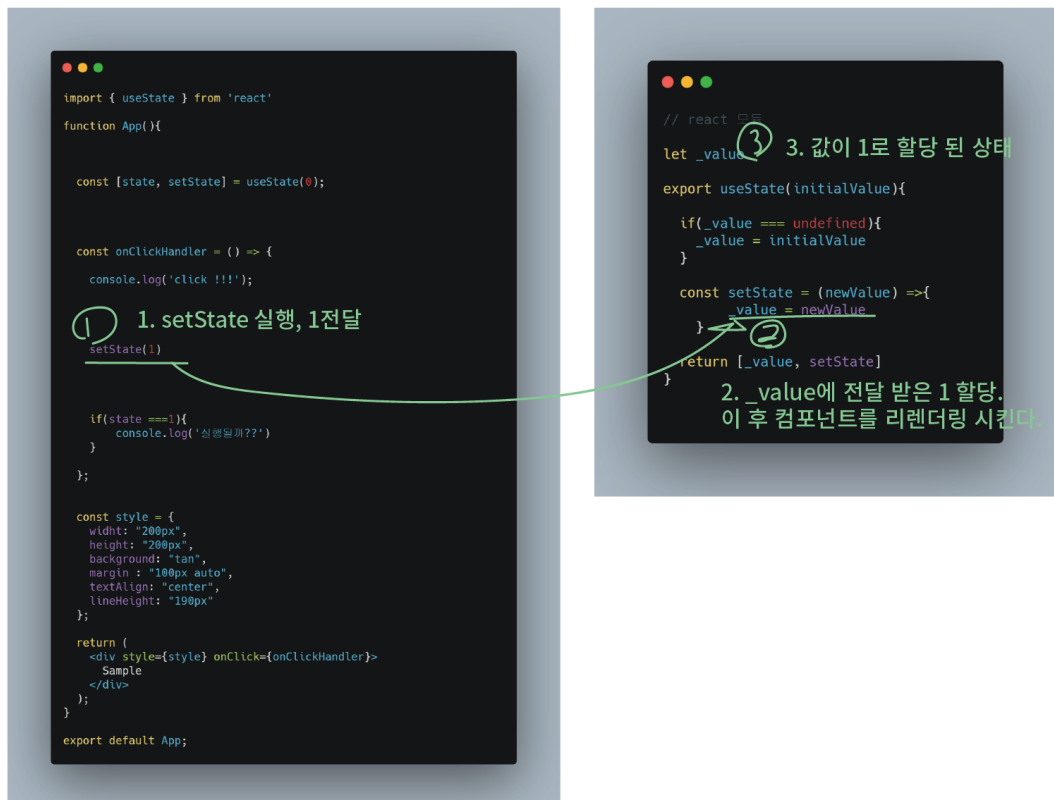 import { useState } from 'react'
function App(){
const [state, setState] = useState(0);
const onClickHandler = () => {
console.log('click !!!');
1
1. setState 실행, 1전달
setState(1)
if(state ===1){
console.log('실행될까??')
}
};
const style = {
widht: "200px",
height: "200px",
background: "tan",
margin : "100px auto",
textAlign: "center",
lineHeight: "190px"
};
return (
<div style={style} onClick={onClickHandler}>
Sample
</div>
);
}
export default App;
// react 모듈
3
let _value
3. 값이 1로 할당 된 상태
export useState(initialValue){
if(_value === undefined){
_value = initialValue
}
const setState = (newValue) =>{
_value = newValue
}
2
return [_value, setState]
}
2. _value에 전달 받은 1 할당.
이 후 컴포넌트를 리렌더링 시킨다.